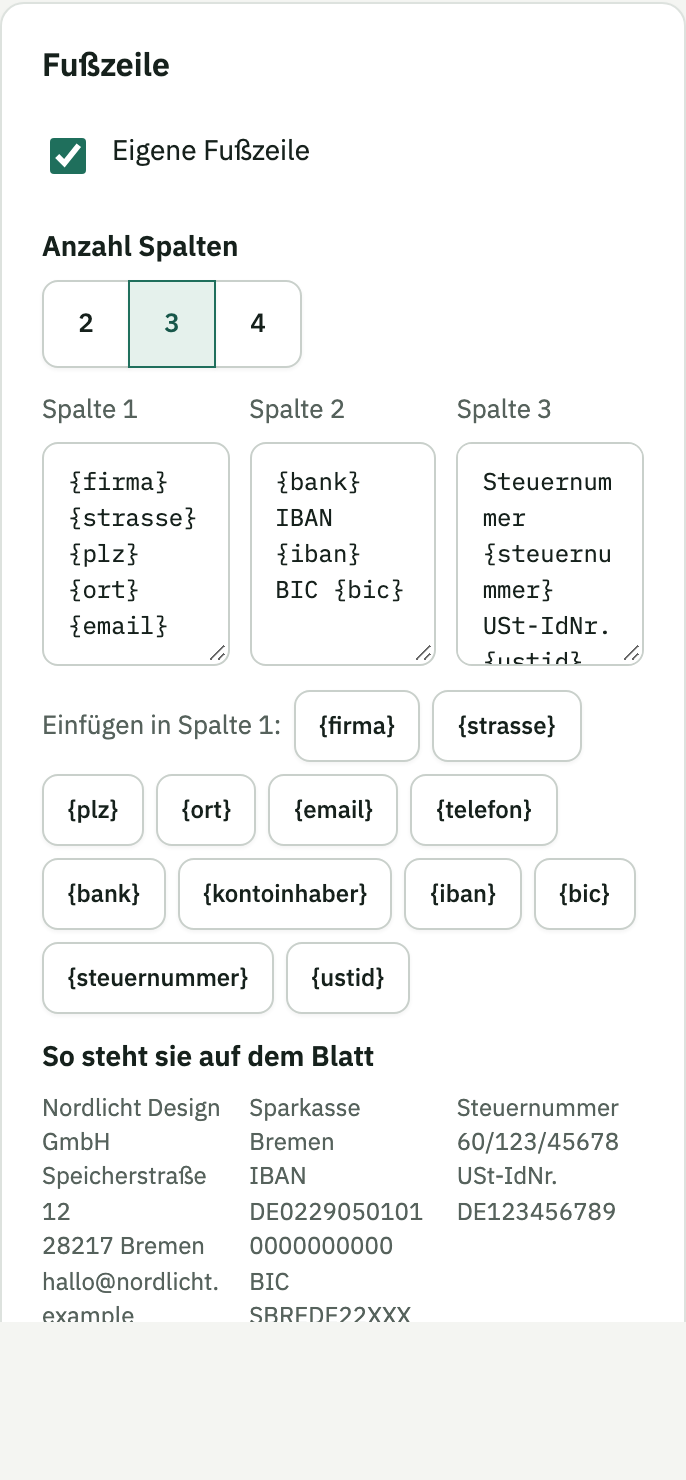 Fußzeile
Eigene Fußzeile
Anzahl Spalten
2 3 4
Spalte 1 Spalte 2 Spalte 3
{firma}
{strasse}
{plz}
{ort}
{email}
{bank}
IBAN
{iban}
BIC {bic}
Steuernum
mer
{steuernu
mmer}
USt-IdNr.
{ustid}
Einfügen in Spalte 1: {firma} {strasse}
{plz} {ort} {email} {telefon}
{bank} {kontoinhaber} {iban} {bic}
{steuernummer} {ustid}
So steht sie auf dem Blatt
Nordlicht Design
GmbH
Speicherstraße
12
28217 Bremen
hallo@nordlicht.
example
Sparkasse
Bremen
IBAN
DE0229050101
0000000000
BIC
SBREDE22XXX
Steuernummer
60/123/45678
USt-IdNr.
DE123456789